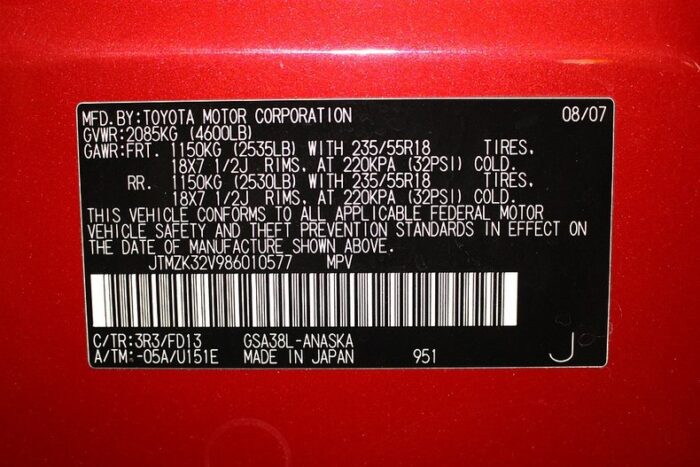 MFD.BY:TOYOTA MOTOR CORPORATION 08/07
GVWR:2085KG (4600LB)
GAWR:FRT. 1150KG (2535LB) WITH 235/55R18 TIRES,
18X7 1/2J RIMS, AT 220KPA (32PSI) COLD.
RR. 1150KG (2530LB) WITH 235/55R18 TIRES,
18X7 1/2J RIMS, AT 220KPA (32PSI) COLD.
THIS VEHICLE CONFORMS TO ALL APPLICABLE FEDERAL MOTOR
VEHICLE SAFETY AND THEFT PREVENTION STANDARDS IN EFFECT ON
THE DATE OF MANUFACTURE SHOWN ABOVE.
JTMZK32V986010577 MPV
C/TR:3R3/FD13 GSA38L-ANASKA
A/TM:-05A/U151E MADE IN JAPAN 951 J